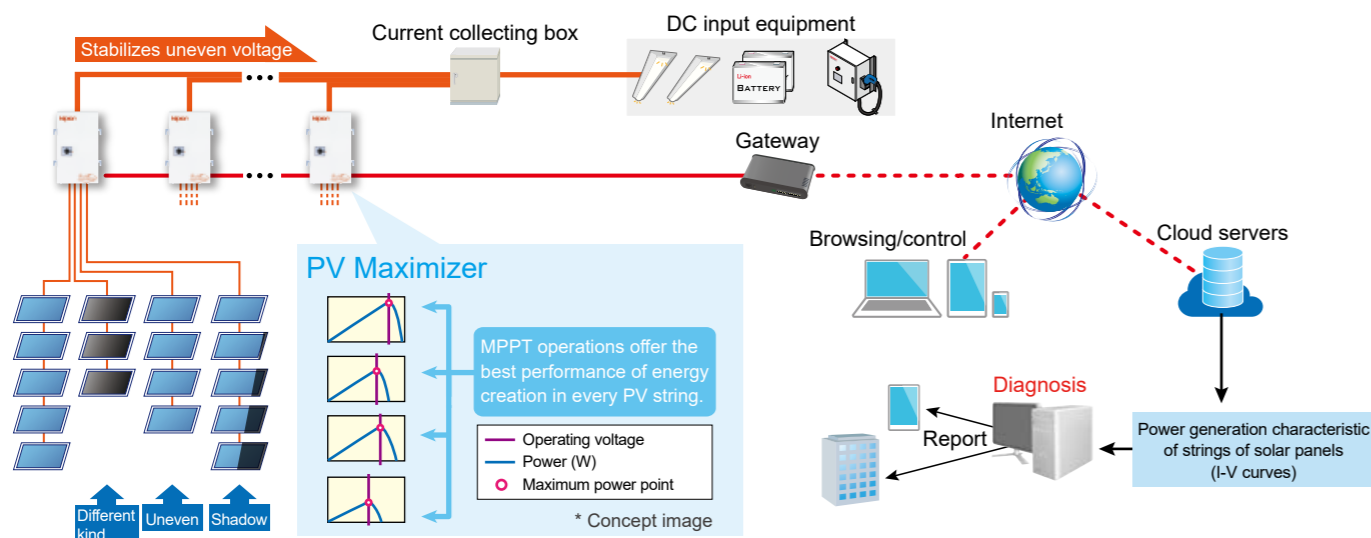 Stabilizes uneven voltage
Current collecting box
DC input equipment
Li-ion
BATTERY
Gateway
Internet
Browsing/control
Cloud servers
PV Maximizer
MPPT operations offer the
best performance of energy
creation in every PV string.
Operating voltage
Power (W)
Maximum power point
* Concept image
Different
kind
Uneven
Shadow
Diagnosis
Report
Power generation characteristic
of strings of solar panels
(I-V curves)